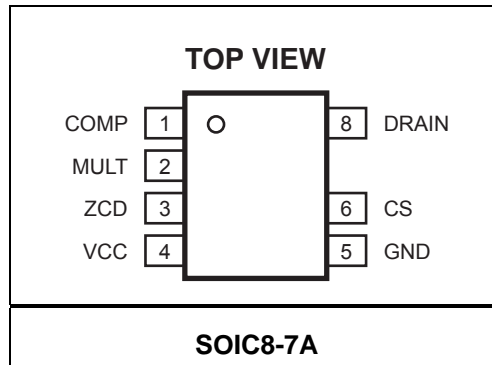 TOP VIEW
COMP 1 8 DRAIN
MULT 2
ZCD 3 6 CS
VCC 4 5 GND
SOIC8-7A